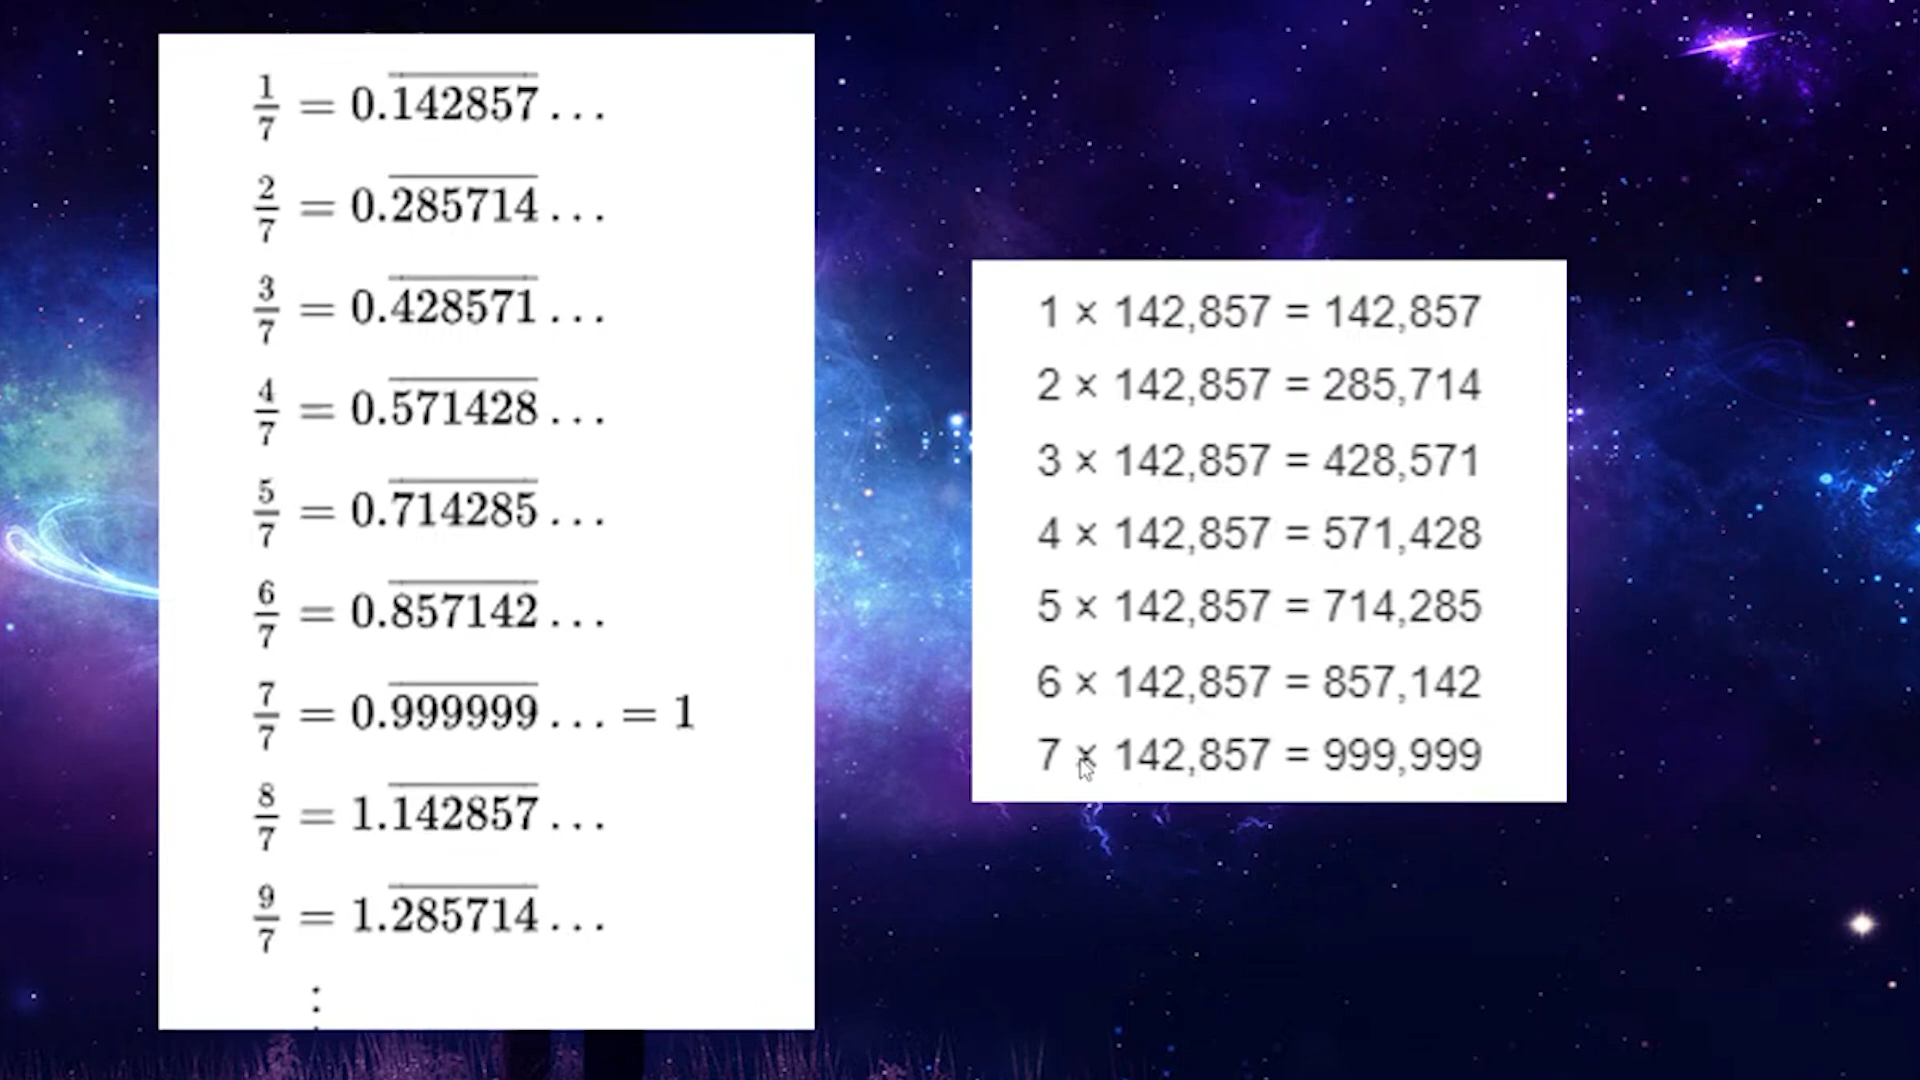 1/7 = 0.142857...
2/7 = 0.285714...
3/7 = 0.428571...
4/7 = 0.571428...
5/7 = 0.714285...
6/7 = 0.857142...
7/7 = 0.999999... = 1
8/7 = 1.142857...
9/7 = 1.285714...
⋮
1 × 142,857 = 142,857
2 × 142,857 = 285,714
3 × 142,857 = 428,571
4 × 142,857 = 571,428
5 × 142,857 = 714,285
6 × 142,857 = 857,142
7 × 142,857 = 999,999